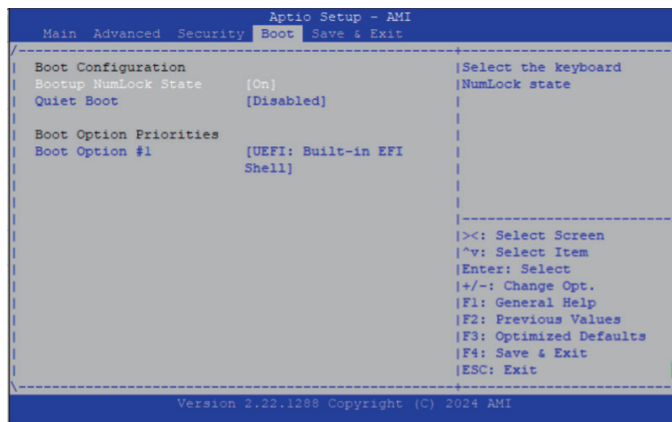 Aptio Setup - AMI
Main Advanced Security Boot Save & Exit
Boot Configuration
Bootup NumLock State [On]
Quiet Boot [Disabled]
Boot Option Priorities
Boot Option #1 [UEFI: Built-in EFI
Shell]
Select the keyboard
NumLock state
><: Select Screen
^v: Select Item
Enter: Select
+/-: Change Opt.
F1: General Help
F2: Previous Values
F3: Optimized Defaults
F4: Save & Exit
ESC: Exit
Version 2.22.1288 Copyright (C) 2024 AMI